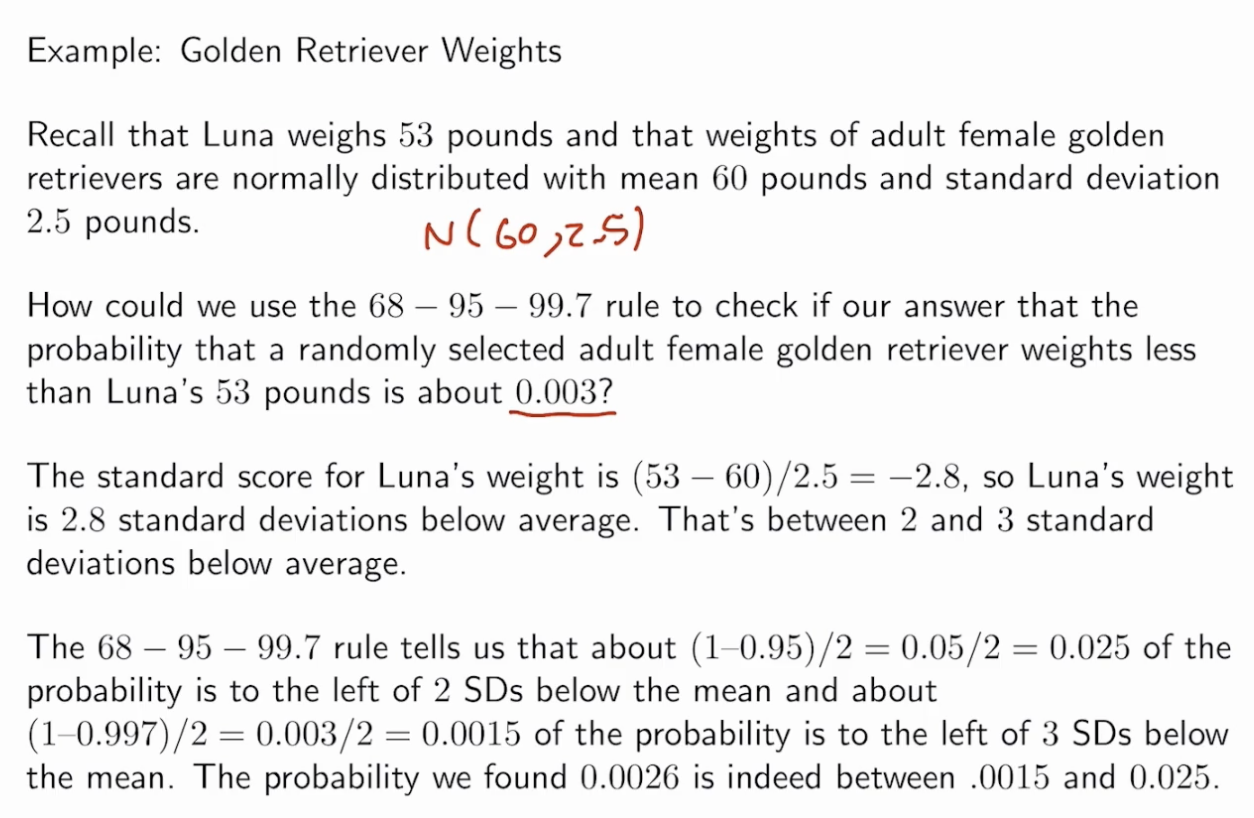 Example: Golden Retriever Weights
Recall that Luna weighs 53 pounds and that weights of adult female golden
retrievers are normally distributed with mean 60 pounds and standard deviation
2.5 pounds.
N(60,2.5)
How could we use the 68 – 95 – 99.7 rule to check if our answer that the
probability that a randomly selected adult female golden retriever weights less
than Luna's 53 pounds is about 0.003?
The standard score for Luna's weight is (53 − 60)/2.5 = −2.8, so Luna's weight
is 2.8 standard deviations below average. That's between 2 and 3 standard
deviations below average.
The 68 – 95 – 99.7 rule tells us that about (1–0.95)/2 = 0.05/2 = 0.025 of the
probability is to the left of 2 SDs below the mean and about
(1–0.997)/2 = 0.003/2 = 0.0015 of the probability is to the left of 3 SDs below
the mean. The probability we found 0.0026 is indeed between .0015 and 0.025.